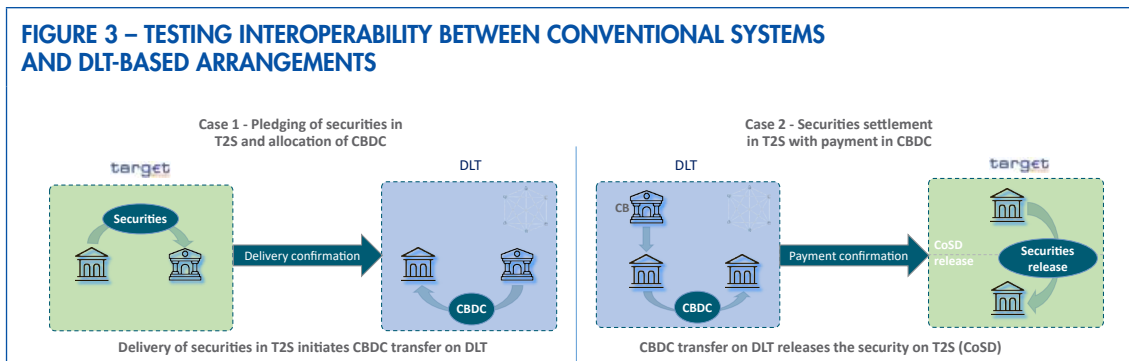 FIGURE 3 – TESTING INTEROPERABILITY BETWEEN CONVENTIONAL SYSTEMS
AND DLT-BASED ARRANGEMENTS
Case 1 - Pledging of securities in
T2S and allocation of CBDC
target
DLT
Securities
Delivery confirmation
CBDC
Delivery of securities in T2S initiates CBDC transfer on DLT
Case 2 - Securities settlement
in T2S with payment in CBDC
DLT
target
CB
Payment confirmation
CoSD
release
Securities
release
CBDC
CBDC transfer on DLT releases the security on T2S (CoSD)